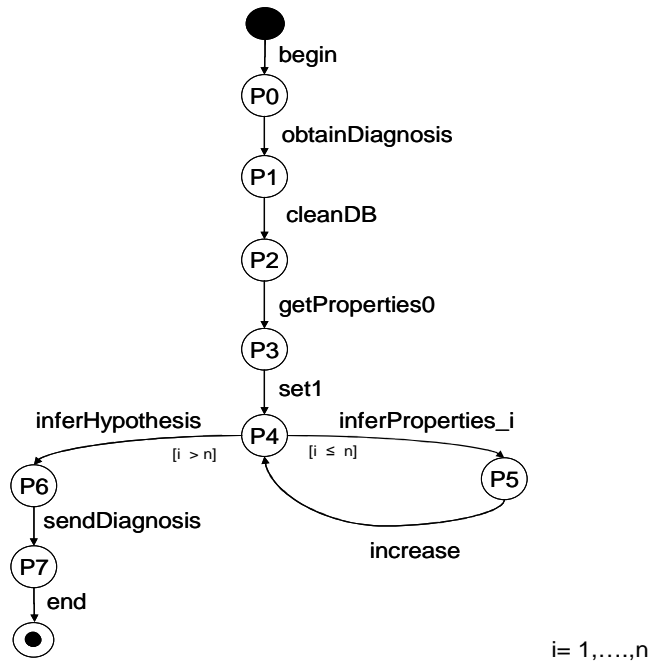 begin
P0
obtainDiagnosis
P1
cleanDB
P2
getProperties0
P3
set1
inferHypothesis
P4
inferProperties_i
[i > n]
[i ≤ n]
P6
P5
sendDiagnosis
increase
P7
end
i= 1,....,n